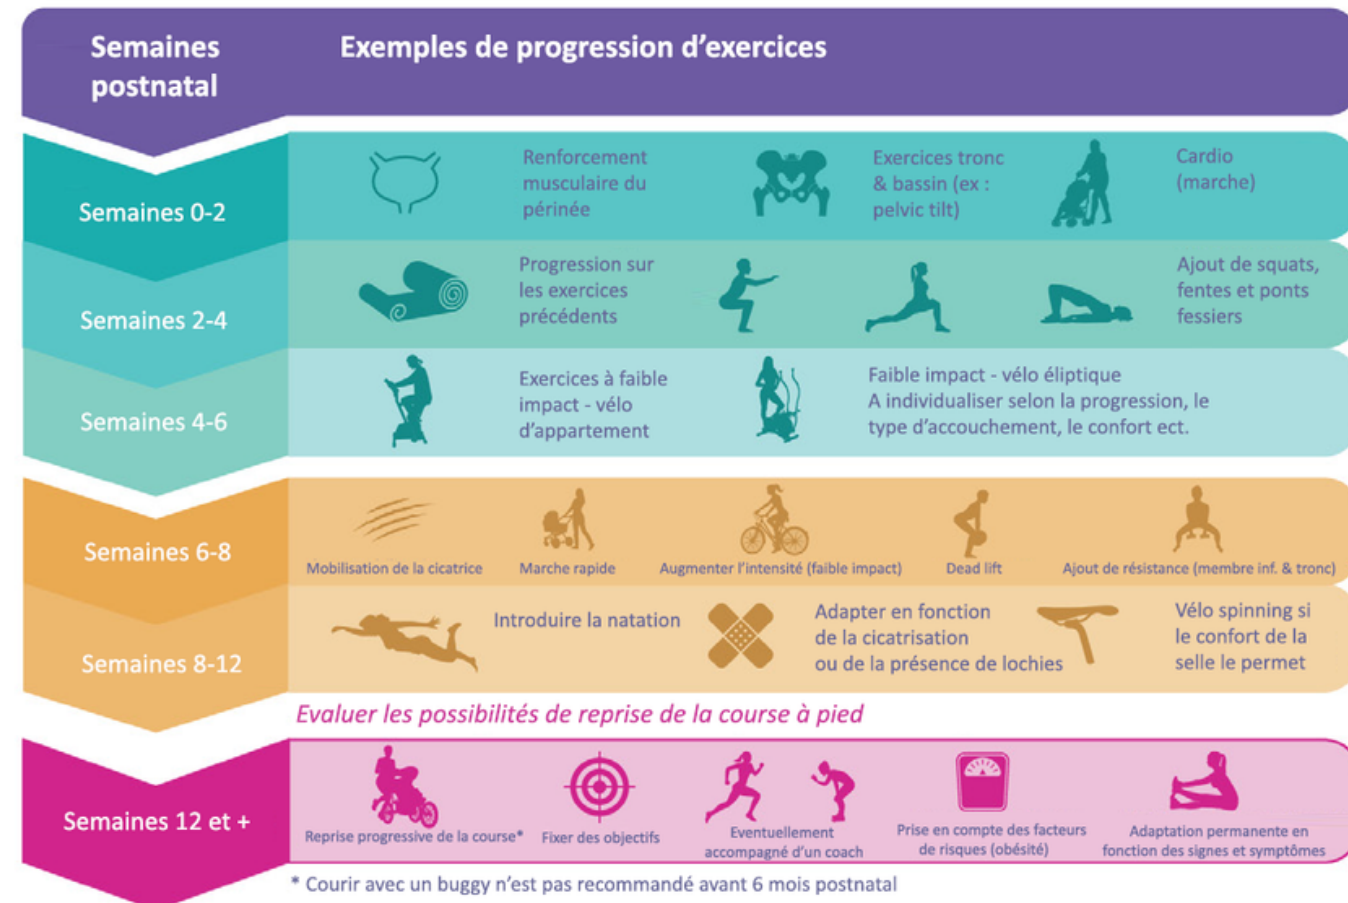 Semaines
postnatal
Exemples de progression d’exercices
Semaines 0-2
Renforcement
musculaire du
périnée
Exercices tronc
& bassin (ex :
pelvic tilt)
Cardio
(marche)
Semaines 2-4
Progression sur
les exercices
précédents
Ajout de squats,
fentes et ponts
fessiers
Semaines 4-6
Exercices à faible
impact - vélo
d’appartement
Faible impact - vélo éliptique
A individualiser selon la progression, le
type d’accouchement, le confort ect.
Semaines 6-8
Mobilisation de la cicatrice
Marche rapide
Augmenter l’intensité (faible impact)
Dead lift
Ajout de résistance (membre inf. & tronc)
Semaines 8-12
Introduire la natation
Adapter en fonction
de la cicatrisation
ou de la présence de lochies
Vélo spinning si
le confort de la
selle le permet
Evaluer les possibilités de reprise de la course à pied
Semaines 12 et +
Reprise progressive de la course*
Fixer des objectifs
Eventuellement
accompagné d’un coach
Prise en compte des facteurs
de risques (obésité)
Adaptation permanente en
fonction des signes et symptômes
* Courir avec un buggy n’est pas recommandé avant 6 mois postnatal